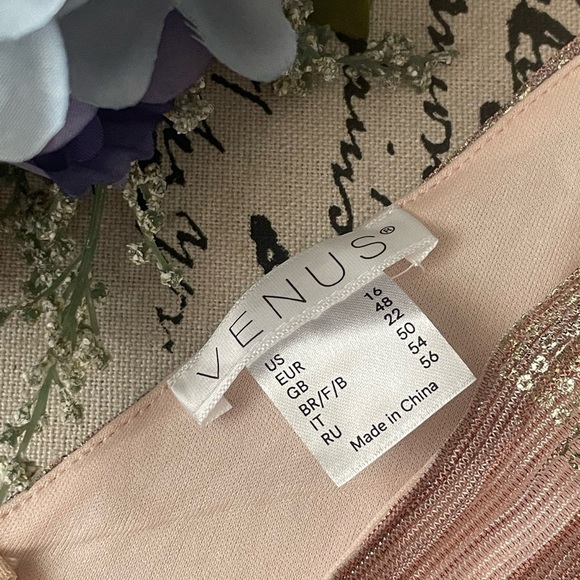 VENUS®
US 16
EUR 48
GB 22
BR/F/B 50
IT 54
RU 56
Made in China